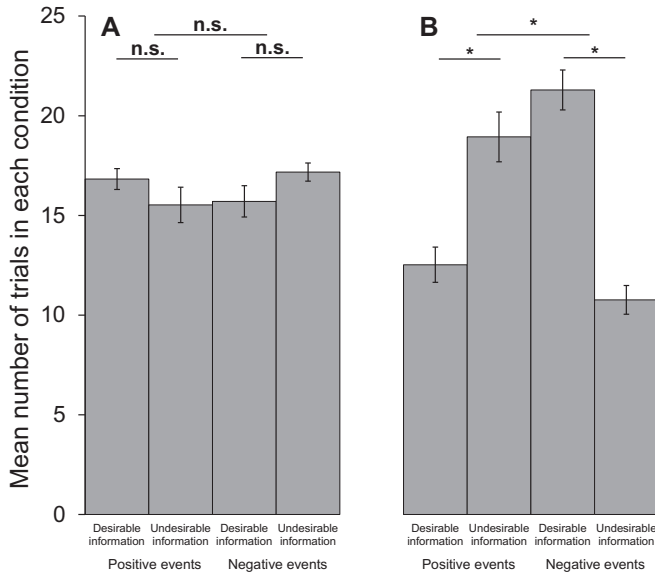 Mean number of trials in each condition
25
20
15
10
5
0
A
n.s.
n.s. n.s.
Desirable information
Undesirable information
Desirable information
Undesirable information
Positive events Negative events
B
*
* *
Desirable information
Undesirable information
Desirable information
Undesirable information
Positive events Negative events